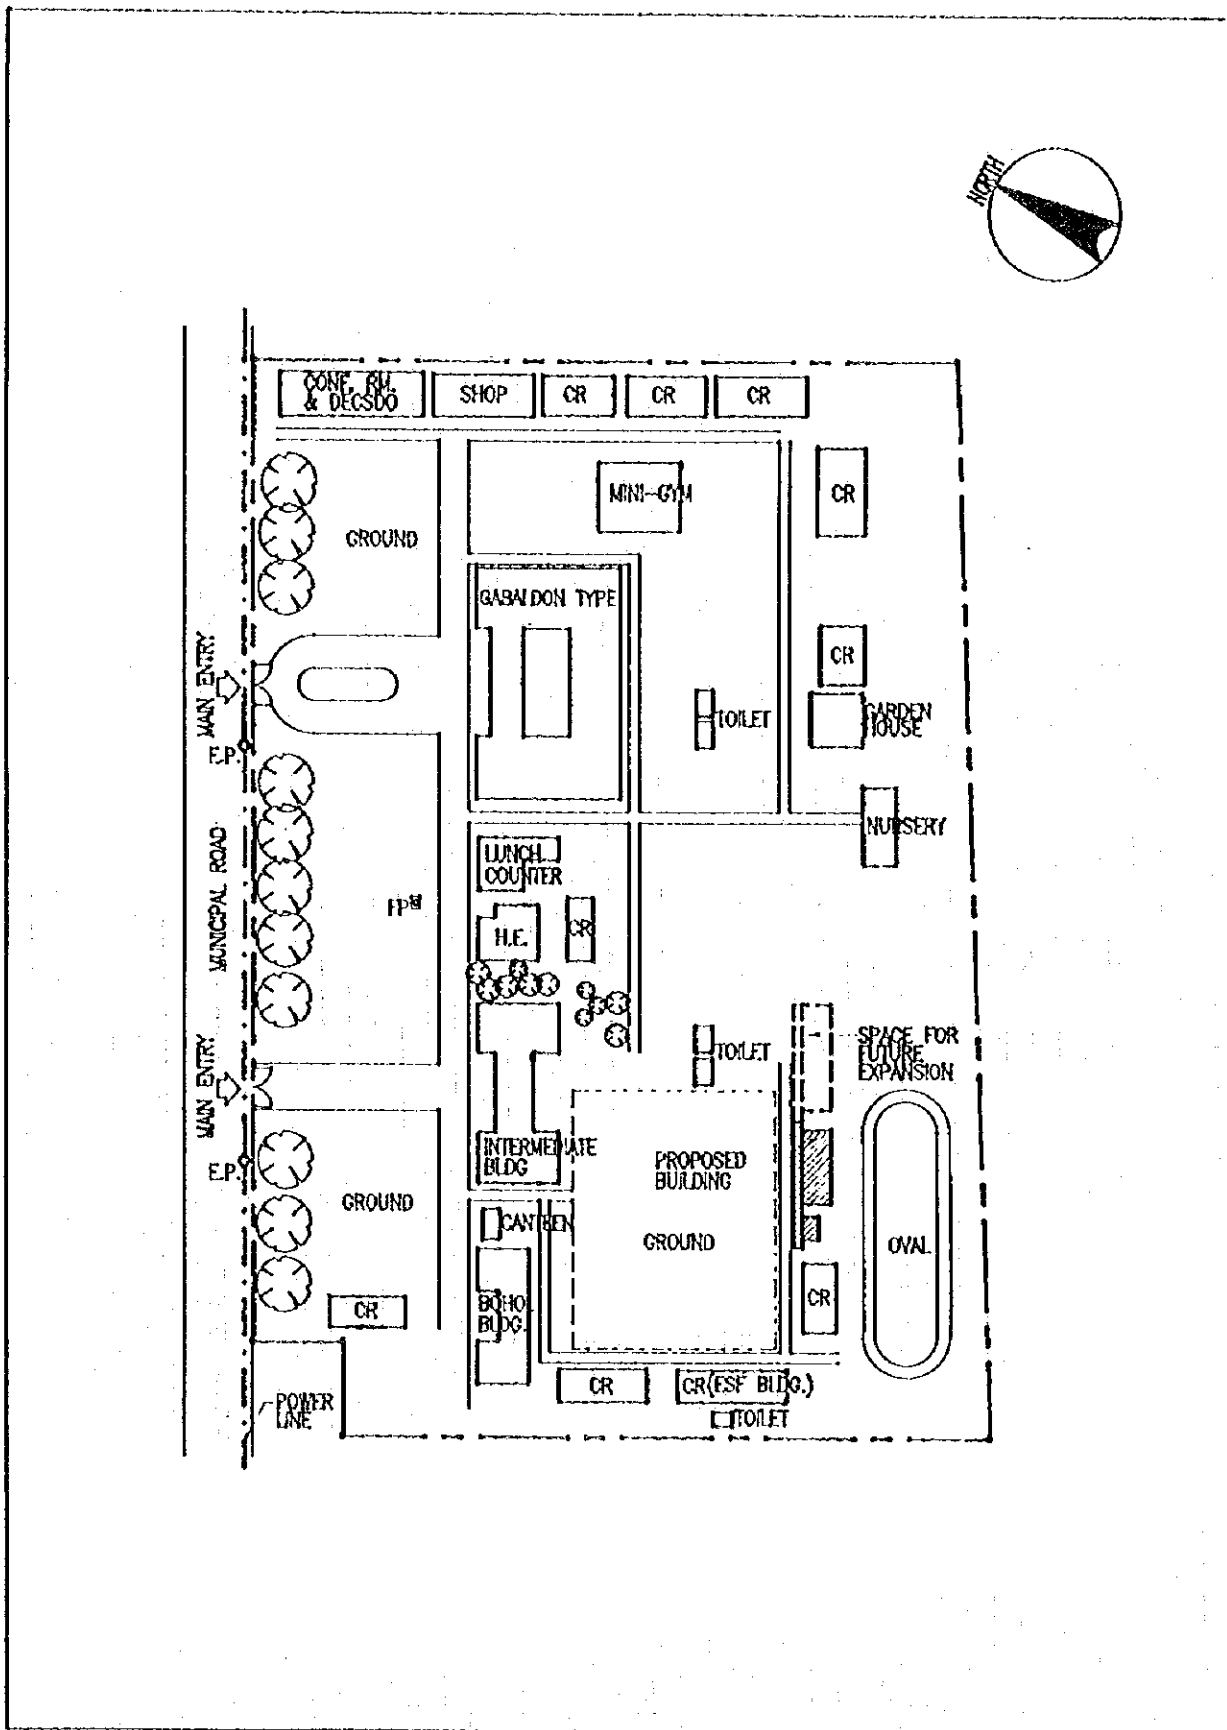 NORTH
CONF. RM.
& DECSDO
SHOP
CR
CR
CR
MINI-GYM
CR
GROUND
GABALDON TYPE
MAIN ENTRY
CR
TOILET
GARDEN
HOUSE
E.P.
NURSERY
MUNICIPAL ROAD
LUNCH
COUNTER
FP
H.E.
CR
SPACE FOR
FUTURE
EXPANSION
TOILET
MAIN ENTRY
INTERMEDIATE
BLDG
PROPOSED
BUILDING
E.P.
GROUND
CANTEEN
GROUND
OVAL
CR
BOHOL
BLDG.
CR
CR
CR(ESF BLDG.)
POWER
LINE
TOILET